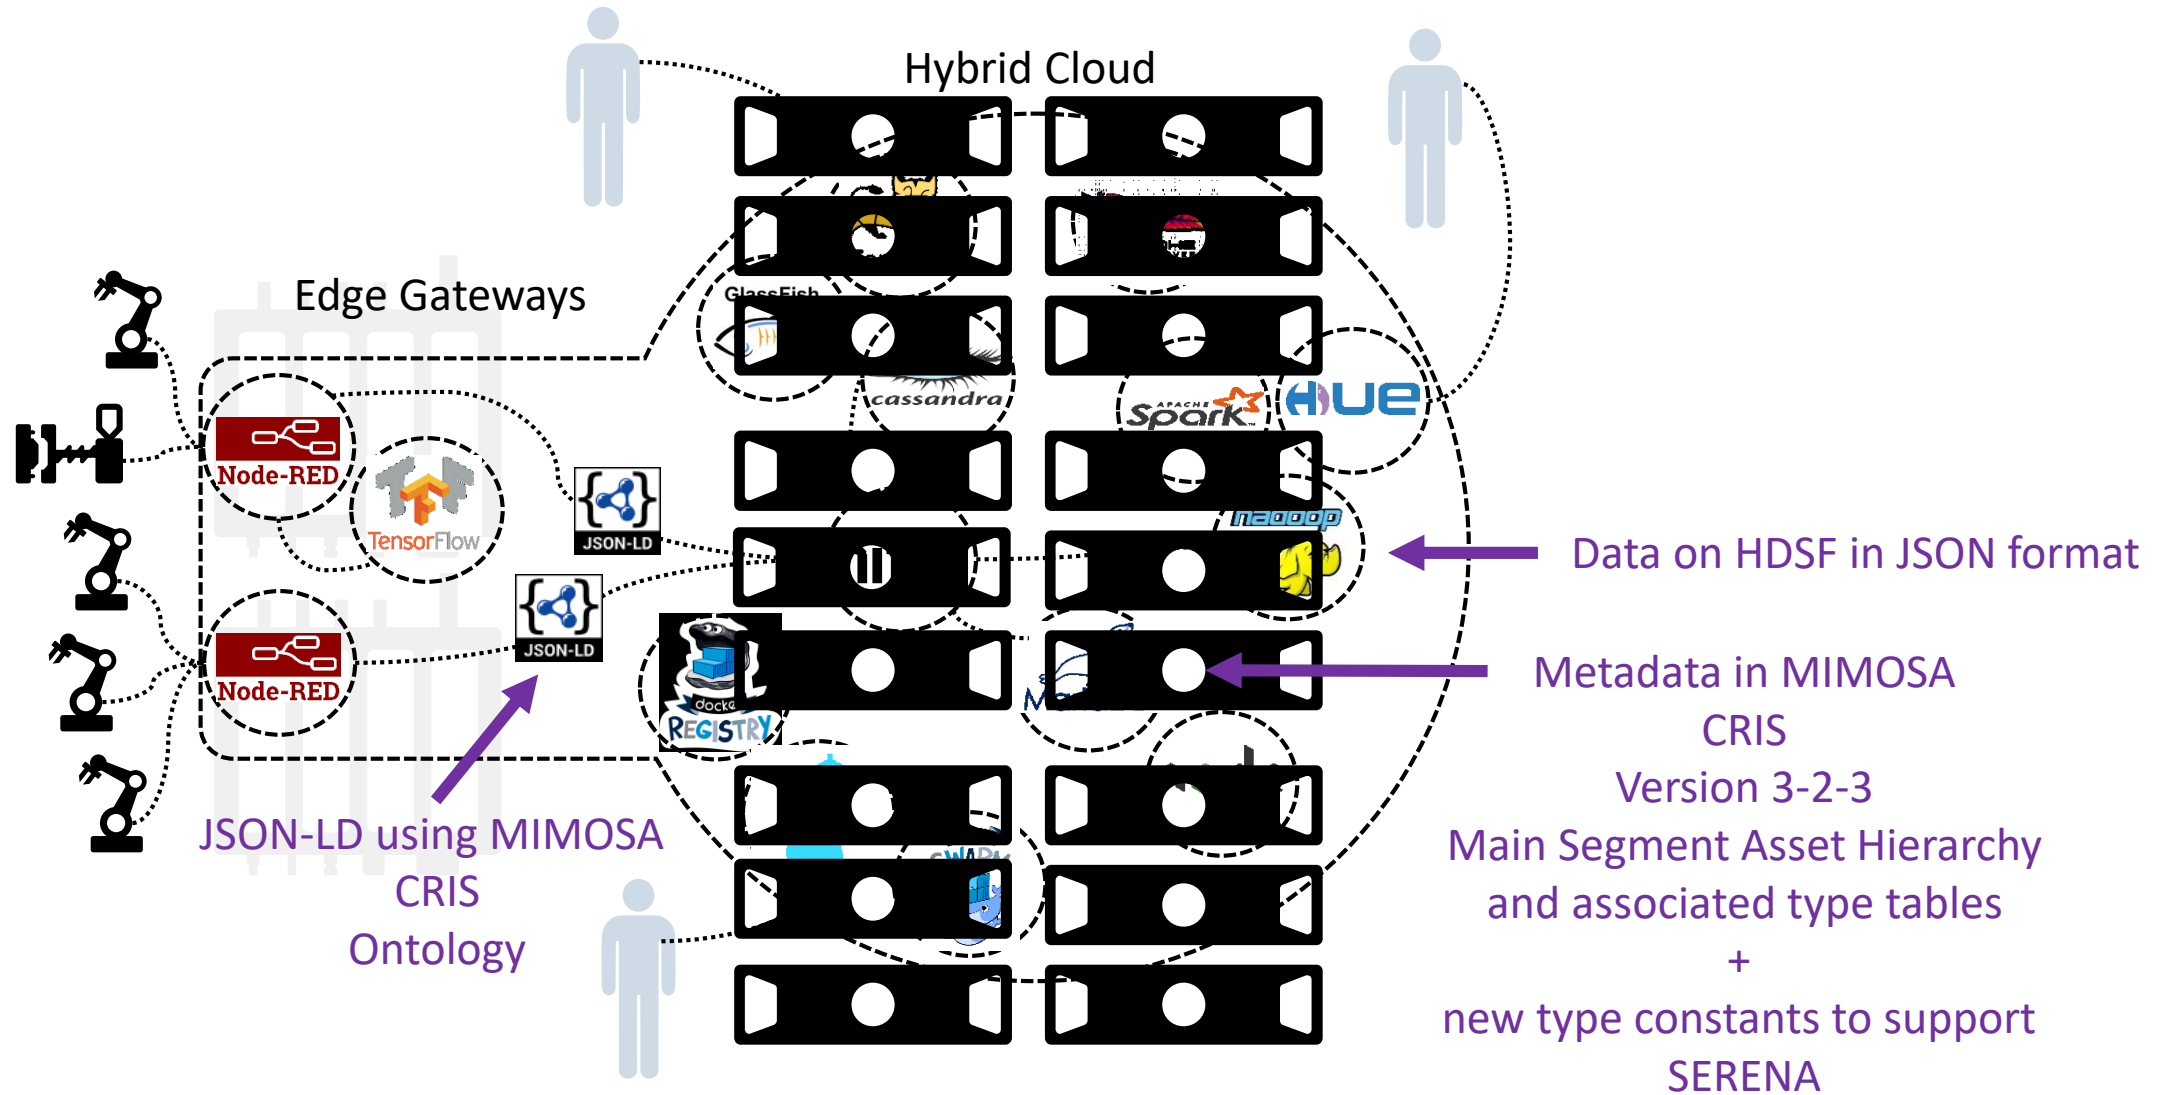 Hybrid Cloud
Edge Gateways
GlassFish
cassandra
APACHE
Spark
HUE
Node-RED
TensorFlow
JSON-LD
hadoop
Data on HDSF in JSON format
JSON-LD
Node-RED
docke
REGISTRY
Metadata in MIMOSA
CRIS
Version 3-2-3
Main Segment Asset Hierarchy
and associated type tables
+
new type constants to support
SERENA
JSON-LD using MIMOSA
CRIS
Ontology